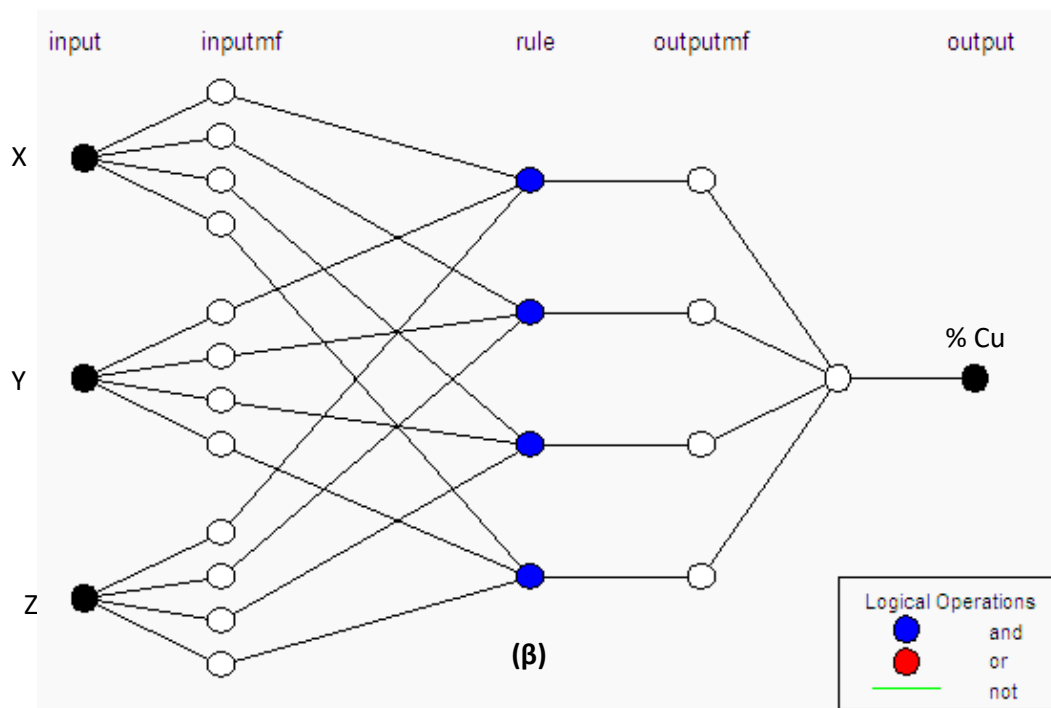 input inputmf rule outputmf output
X
Y
Z
% Cu
(β)
Logical Operations
and
or
not